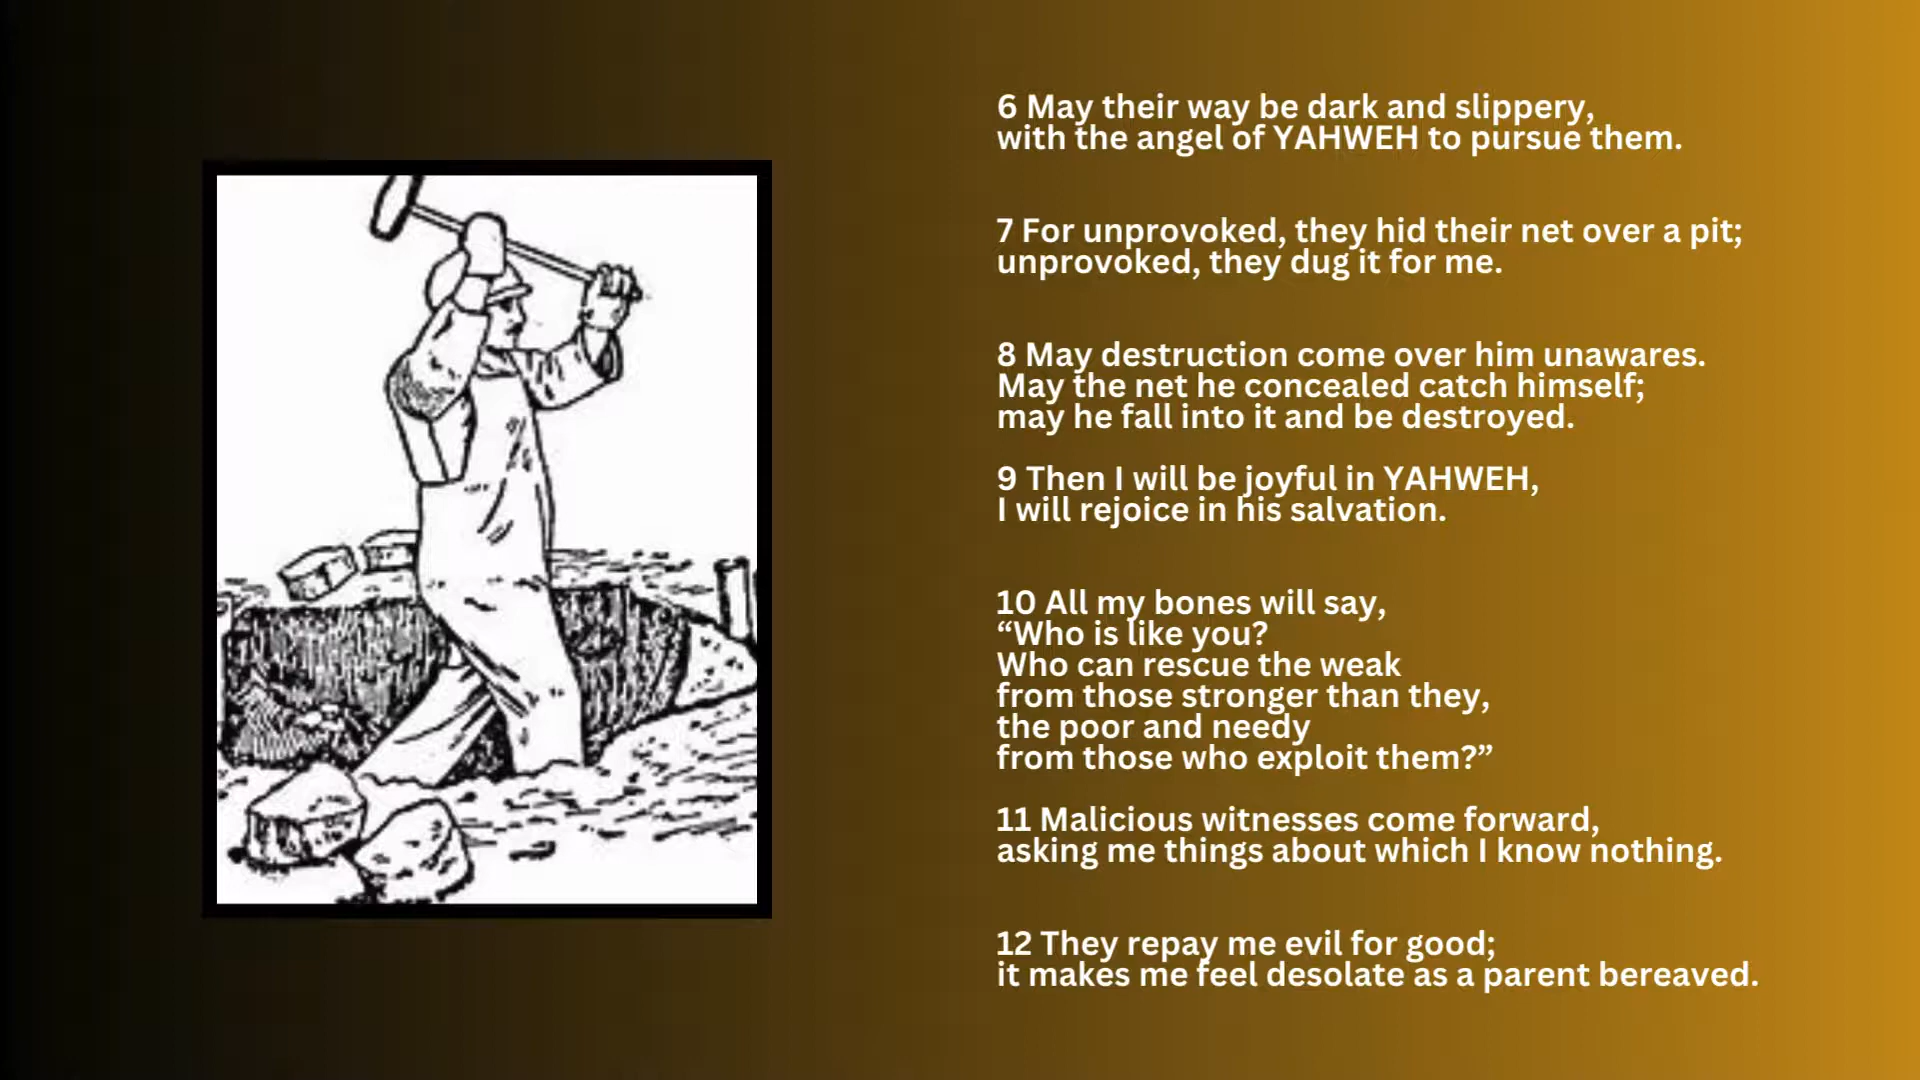 6 May their way be dark and slippery,
with the angel of YAHWEH to pursue them.
7 For unprovoked, they hid their net over a pit;
unprovoked, they dug it for me.
8 May destruction come over him unawares.
May the net he concealed catch himself;
may he fall into it and be destroyed.
9 Then I will be joyful in YAHWEH,
I will rejoice in his salvation.
10 All my bones will say,
“Who is like you?
Who can rescue the weak
from those stronger than they,
the poor and needy
from those who exploit them?”
11 Malicious witnesses come forward,
asking me things about which I know nothing.
12 They repay me evil for good;
it makes me feel desolate as a parent bereaved.